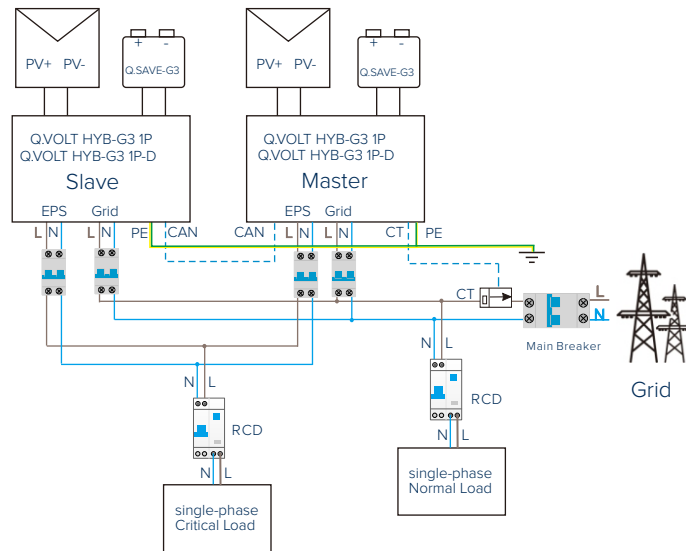 PV+ PV-
+ -
Q.SAVE-G3
PV+ PV-
+ -
Q.SAVE-G3
Q.VOLT HYB-G3 1P
Q.VOLT HYB-G3 1P-D
Slave
EPS Grid
L N L N PE CAN
Q.VOLT HYB-G3 1P
Q.VOLT HYB-G3 1P-D
Master
EPS Grid
CAN L N L N CT PE
CT
L
N
Main Breaker
Grid
N L
RCD
N L
single-phase
Normal Load
N L
RCD
N L
single-phase
Critical Load